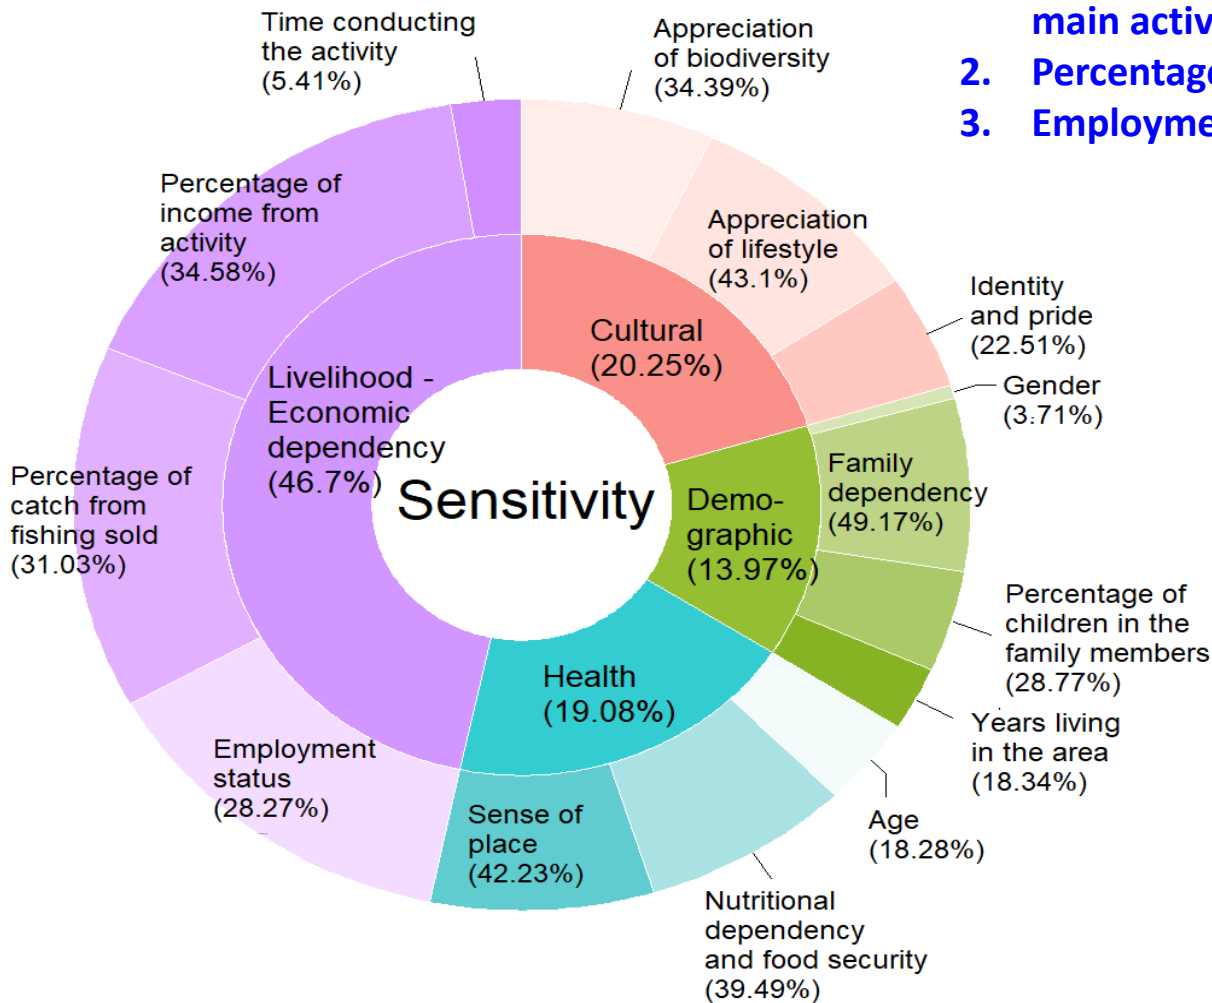 main activ
2. Percentage
3. Employme
Time conducting
the activity
(5.41%)
Appreciation
of biodiversity
(34.39%)
Percentage of
income from
activity
(34.58%)
Appreciation
of lifestyle
(43.1%)
Identity
and pride
(22.51%)
Gender
(3.71%)
Cultural
(20.25%)
Livelihood -
Economic
dependency
(46.7%)
Percentage of
catch from
fishing sold
(31.03%)
Sensitivity
Demo-
graphic
(13.97%)
Family
dependency
(49.17%)
Percentage of
children in the
family members
(28.77%)
Years living
in the area
(18.34%)
Health
(19.08%)
Employment
status
(28.27%)
Sense of
place
(42.23%)
Age
(18.28%)
Nutritional
dependency
and food security
(39.49%)